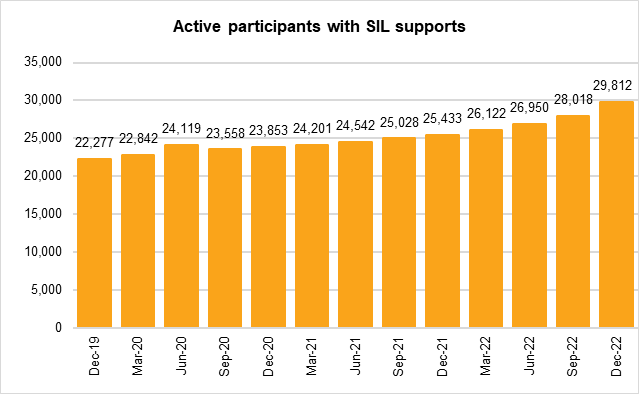 Active participants with SIL supports
35,000
30,000
25,000
20,000
15,000
10,000
5,000
0
22,277
22,842
24,119
23,558
23,853
24,201
24,542
25,028
25,433
26,122
26,950
28,018
29,812
Dec-19
Mar-20
Jun-20
Sep-20
Dec-20
Mar-21
Jun-21
Sep-21
Dec-21
Mar-22
Jun-22
Sep-22
Dec-22